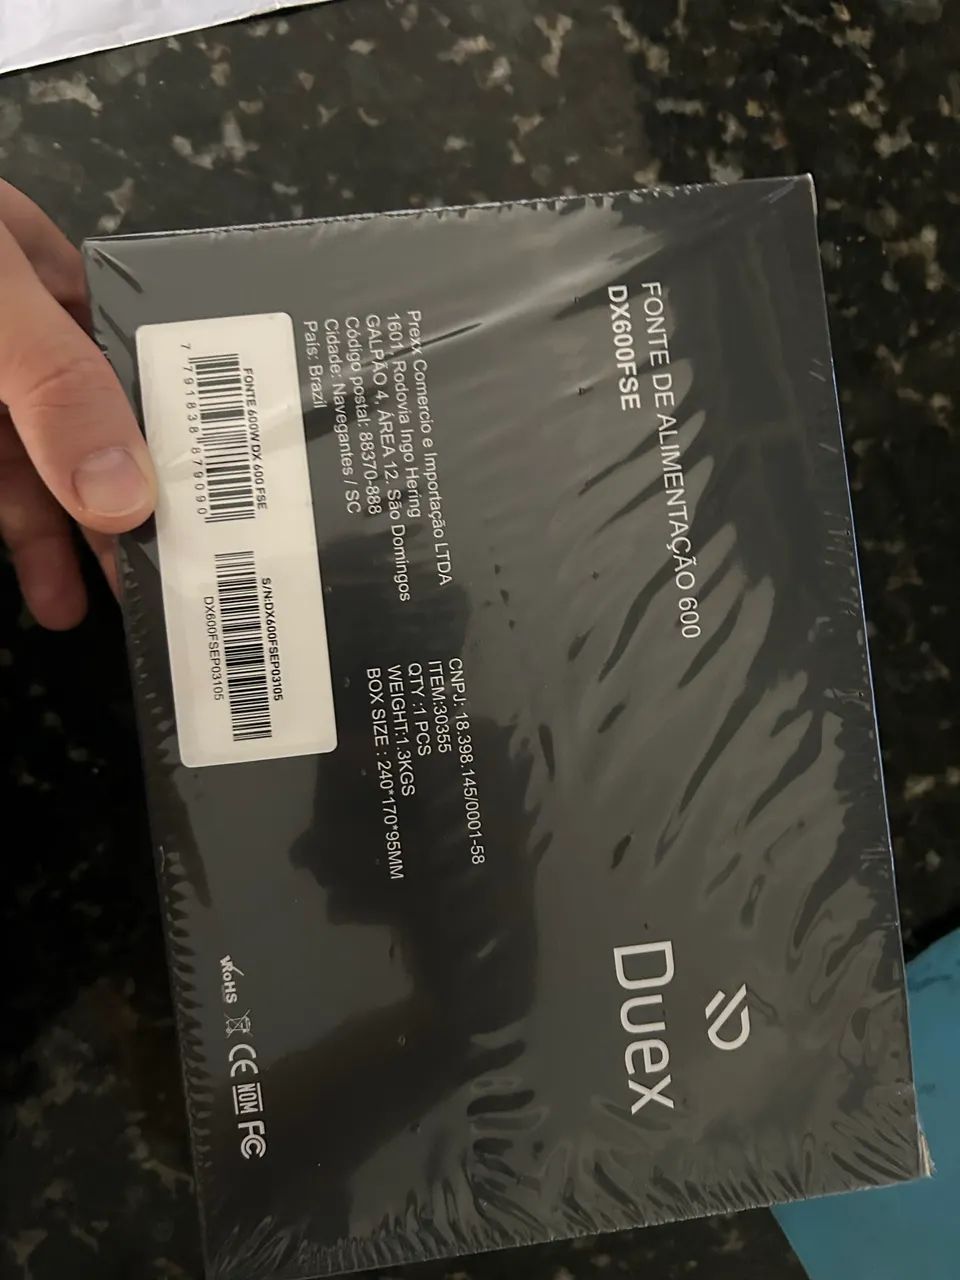 FONTE DE ALIMENTAÇÃO 600
DX600FSE
Duex
Prexx Comercio e Importação LTDA
1601, Rodovia Ingo Hering
GALPÃO 4, ÁREA 12. São Domingos
Código postal: 88370-888
Cidade: Navegantes / SC
País: Brazil
CNPJ: 18.398.145/0001-58
ITEM:30355
QTY :1 PCS
WEIGHT:1.3KGS
BOX SIZE : 240*170*95MM
FONTE 600W DX 600 FSE
7 791838 879090
S/N:DX600FSEP03105
DX600FSEP03105
RoHS CE NOM FC